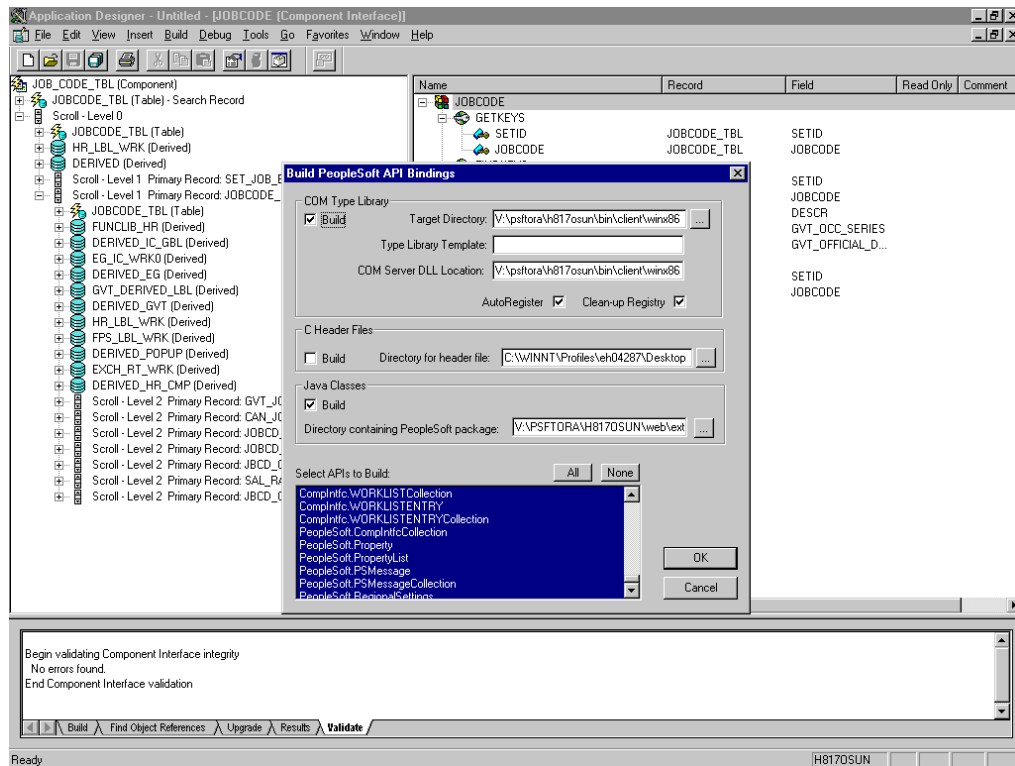 Application Designer - Untitled - [JOBCODE (Component Interface)]
File Edit View Insert Build Debug Tools Go Favorites Window Help
JOB_CODE_TBL (Component)
JOBCODE_TBL (Table) - Search Record
Scroll - Level 0
JOBCODE_TBL (Table)
HR_LBL_WRK (Derived)
DERIVED (Derived)
Scroll - Level 1 Primary Record: SET_JOB_E
Scroll - Level 1 Primary Record: JOBCODE_
JOBCODE_TBL (Table)
FUNCLIB_HR (Derived)
DERIVED_IC_GBL (Derived)
EG_IC_WRK0 (Derived)
DERIVED_EG (Derived)
GVT_DERIVED_LBL (Derived)
DERIVED_GVT (Derived)
HR_LBL_WRK (Derived)
FPS_LBL_WRK (Derived)
DERIVED_POPUP (Derived)
EXCH_RT_WRK (Derived)
DERIVED_HR_CMP (Derived)
Scroll - Level 2 Primary Record: GVT_JO
Scroll - Level 2 Primary Record: CAN_JO
Scroll - Level 2 Primary Record: JOBCD_
Scroll - Level 2 Primary Record: JOBCD_
Scroll - Level 2 Primary Record: JBCD_C
Scroll - Level 2 Primary Record: SAL_RA
Scroll - Level 2 Primary Record: JBCD_C
Name Record Field Read Only Comment
JOBCODE
GETKEYS
SETID JOBCODE_TBL SETID
JOBCODE JOBCODE_TBL JOBCODE
SETID
JOBCODE
DESCR
GVT_OCC_SERIES
GVT_OFFICIAL_D...
SETID
JOBCODE
Build PeopleSoft API Bindings
COM Type Library
Build Target Directory: V:\psftora\h817osun\bin\client\winx86 ...
Type Library Template:
COM Server DLL Location: V:\psftora\h817osun\bin\client\winx86
AutoRegister Clean-up Registry
C Header Files
Build Directory for header file: C:\WINNT\Profiles\eh04287\Desktop ...
Java Classes
Build
Directory containing PeopleSoft package: V:\PSFTORA\H817OSUN\web\ext ...
Select APIs to Build: All None
CompIntfc.WORKLISTCollection
CompIntfc.WORKLISTENTRY
CompIntfc.WORKLISTENTRYCollection
PeopleSoft.CompIntfcCollection
PeopleSoft.Property
PeopleSoft.PropertyList
PeopleSoft.PSMessage
PeopleSoft.PSMessageCollection
PeopleSoft.RegionalSettings
OK
Cancel
Begin validating Component Interface integrity
No errors found.
End Component Interface validation
Build Find Object References Upgrade Results Validate
Ready H817OSUN